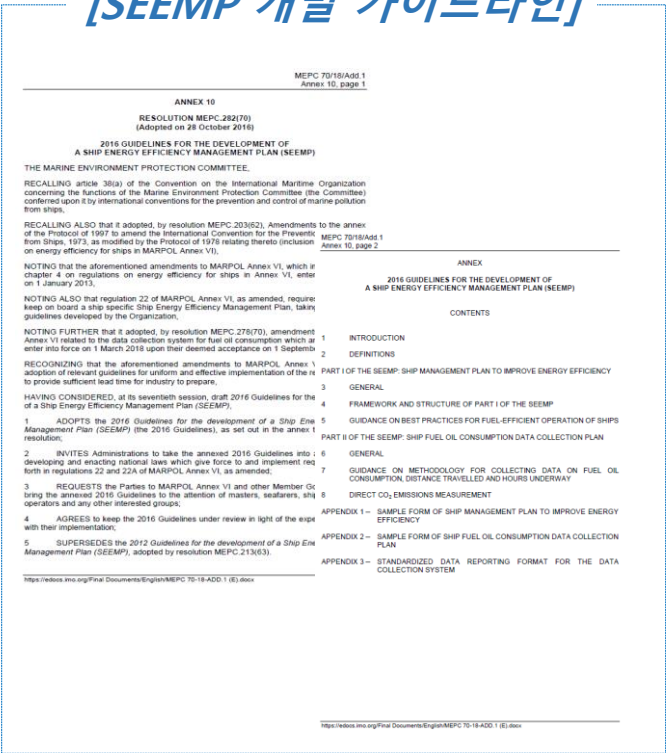 [SEEMP 개발 가이드라인]
MEPC 70/18/Add.1
Annex 10, page 1
ANNEX 10
RESOLUTION MEPC.282(70)
(Adopted on 28 October 2016)
2016 GUIDELINES FOR THE DEVELOPMENT OF
A SHIP ENERGY EFFICIENCY MANAGEMENT PLAN (SEEMP)
THE MARINE ENVIRONMENT PROTECTION COMMITTEE,
RECALLING article 38(a) of the Convention on the International Maritime Organization
concerning the functions of the Marine Environment Protection Committee (the Committee)
conferred upon it by international conventions for the prevention and control of marine pollution
from ships,
RECALLING ALSO that it adopted, by resolution MEPC.203(62), Amendments to the annex
of the Protocol of 1997 to amend the International Convention for the Preventic
from Ships, 1973, as modified by the Protocol of 1978 relating thereto (inclusion
on energy efficiency for ships in MARPOL Annex VI),
NOTING that the aforementioned amendments to MARPOL Annex VI, which in
chapter 4 on regulations on energy efficiency for ships in Annex VI, enter
on 1 January 2013,
NOTING ALSO that regulation 22 of MARPOL Annex VI, as amended, require
keep on board a ship specific Ship Energy Efficiency Management Plan, taking
guidelines developed by the Organization,
NOTING FURTHER that it adopted, by resolution MEPC.278(70), amendment
Annex VI related to the data collection system for fuel oil consumption which ar
enter into force on 1 March 2018 upon their deemed acceptance on 1 Septemb
RECOGNIZING that the aforementioned amendments to MARPOL Annex V
adoption of relevant guidelines for uniform and effective implementation of the re
to provide sufficient lead time for industry to prepare,
HAVING CONSIDERED, at its seventieth session, draft 2016 Guidelines for the
of a Ship Energy Efficiency Management Plan (SEEMP),
1 ADOPTS the 2016 Guidelines for the development of a Ship Ene
Management Plan (SEEMP) (the 2016 Guidelines), as set out in the annex t
resolution;
2 INVITES Administrations to take the annexed 2016 Guidelines into
developing and enacting national laws which give force to and implement req
forth in regulations 22 and 22A of MARPOL Annex VI, as amended;
3 REQUESTS the Parties to MARPOL Annex VI and other Member Go
bring the annexed 2016 Guidelines to the attention of masters, seafarers, ship
operators and any other interested groups;
4 AGREES to keep the 2016 Guidelines under review in light of the expe
with their implementation;
5 SUPERSEDES the 2012 Guidelines for the development of a Ship Ene
Management Plan (SEEMP), adopted by resolution MEPC.213(63).
https://edocs.imo.org/Final Documents/English/MEPC 70-18-ADD.1 (E).docx
MEPC 70/18/Add.1
Annex 10, page 2
ANNEX
2016 GUIDELINES FOR THE DEVELOPMENT OF
A SHIP ENERGY EFFICIENCY MANAGEMENT PLAN (SEEMP)
CONTENTS
1 INTRODUCTION
2 DEFINITIONS
PART I OF THE SEEMP: SHIP MANAGEMENT PLAN TO IMPROVE ENERGY EFFICIENCY
3 GENERAL
4 FRAMEWORK AND STRUCTURE OF PART I OF THE SEEMP
5 GUIDANCE ON BEST PRACTICES FOR FUEL-EFFICIENT OPERATION OF SHIPS
PART II OF THE SEEMP: SHIP FUEL OIL CONSUMPTION DATA COLLECTION PLAN
6 GENERAL
7 GUIDANCE ON METHODOLOGY FOR COLLECTING DATA ON FUEL OIL
CONSUMPTION, DISTANCE TRAVELLED AND HOURS UNDERWAY
8 DIRECT CO₂ EMISSIONS MEASUREMENT
APPENDIX 1 – SAMPLE FORM OF SHIP MANAGEMENT PLAN TO IMPROVE ENERGY
EFFICIENCY
APPENDIX 2 – SAMPLE FORM OF SHIP FUEL OIL CONSUMPTION DATA COLLECTION
PLAN
APPENDIX 3 – STANDARDIZED DATA REPORTING FORMAT FOR THE DATA
COLLECTION SYSTEM
https://edocs.imo.org/Final Documents/English/MEPC 70-18-ADD.1 (E).docx